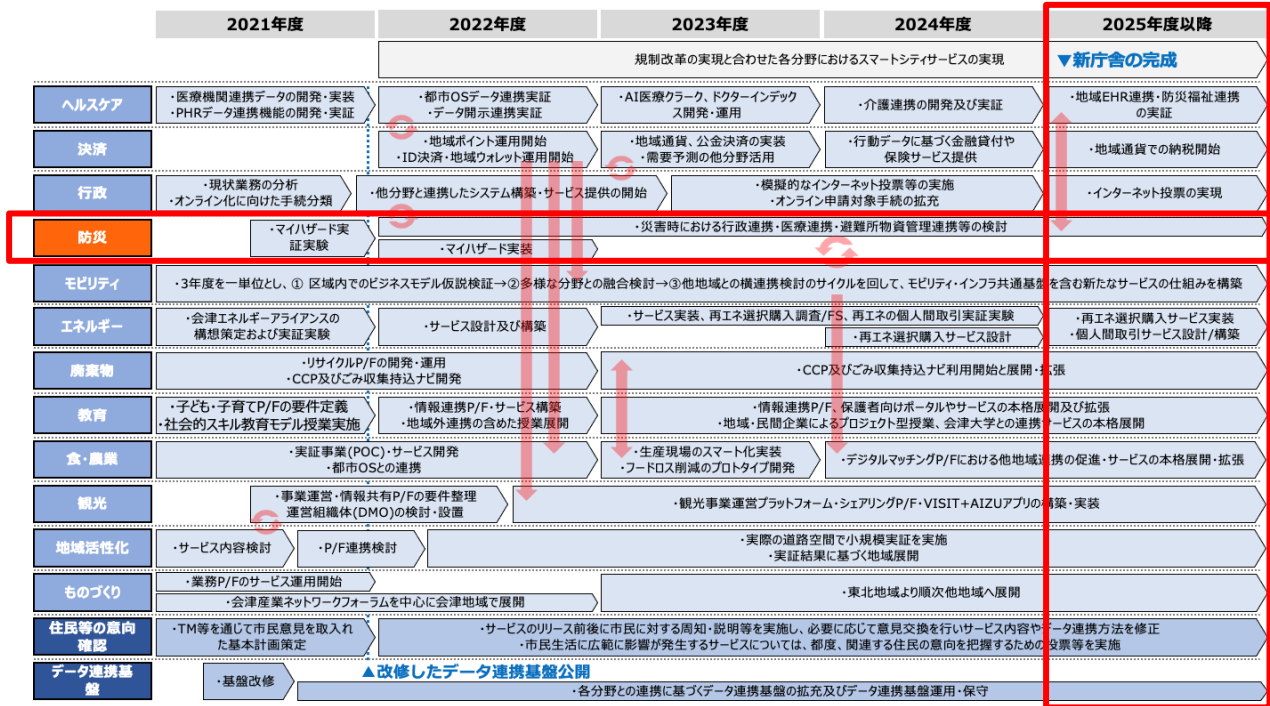 2021年度
2022年度
2023年度
2024年度
2025年度以降
規制改革の実現と合わせた各分野におけるスマートシティサービスの実現
▼新庁舎の完成
ヘルスケア
・医療機関連携データの開発・実装
・PHRデータ連携機能の開発・実証
・都市OSデータ連携実証
・データ開示連携実証
・AI医療クラーク、ドクターインデック
ス開発・運用
・介護連携の開発及び実証
・地域EHR連携・防災福祉連携
の実証
決済
・地域ポイント運用開始
・ID決済・地域ウォレット運用開始
・地域通貨、公金決済の実装
・需要予測の他分野活用
・行動データに基づく金融貸付や
保険サービス提供
・地域通貨での納税開始
行政
・現状業務の分析
・オンライン化に向けた手続分類
・他分野と連携したシステム構築・サービス提供の開始
・模擬的なインターネット投票等の実施
・オンライン申請対象手続の拡充
・インターネット投票の実現
防災
・マイハザード実
証実験
・災害時における行政連携・医療連携・避難所物資管理連携等の検討
・マイハザード実装
モビリティ
・3年度を一単位とし、① 区域内でのビジネスモデル仮説検証→②多様な分野との融合検討→③他地域との横連携検討のサイクルを回して、モビリティ・インフラ共通基盤を含む新たなサービスの仕組みを構築
エネルギー
・会津エネルギーアライアンスの
構想策定および実証実験
・サービス設計及び構築
・サービス実装、再エネ選択購入調査/FS、再エネの個人間取引実証実験
・再エネ選択購入サービス設計
・再エネ選択購入サービス実装
・個人間取引サービス設計/構築
廃棄物
・リサイクルP/Fの開発・運用
・CCP及びごみ収集持込ナビ開発
・CCP及びごみ収集持込ナビ利用開始と展開・拡張
教育
・子ども・子育てP/Fの要件定義
・社会的スキル教育モデル授業実施
・情報連携P/F・サービス構築
・地域外連携の含めた授業展開
・情報連携P/F、保護者向けポータルやサービスの本格展開及び拡張
・地域・民間企業によるプロジェクト型授業、会津大学との連携サービスの本格展開
食・農業
・実証事業(POC)・サービス開発
・都市OSとの連携
・生産現場のスマート化実装
・フードロス削減のプロトタイプ開発
・デジタルマッチングP/Fにおける他地域連携の促進・サービスの本格展開・拡張
観光
・事業運営・情報共有P/Fの要件整理
運営組織体(DMO)の検討・設置
・観光事業運営プラットフォーム・シェアリングP/F・VISIT+AIZUアプリの構築・実装
地域活性化
・サービス内容検討
・P/F連携検討
・実際の道路空間で小規模実証を実施
・実証結果に基づく地域展開
ものづくり
・業務P/Fのサービス運用開始
・会津産業ネットワークフォーラムを中心に会津地域で展開
・東北地域より順次他地域へ展開
住民等の意向
確認
・TM等を通じて市民意見を取入れ
た基本計画策定
・サービスのリリース前後に市民に対する周知・説明等を実施し、必要に応じて意見交換を行いサービス内容やデータ連携方法を修正
・市民生活に広範に影響が発生するサービスについては、都度、関連する住民の意向を把握するための投票等を実施
データ連携基
盤
・基盤改修
▲改修したデータ連携基盤公開
・各分野との連携に基づくデータ連携基盤の拡充及びデータ連携基盤運用・保守